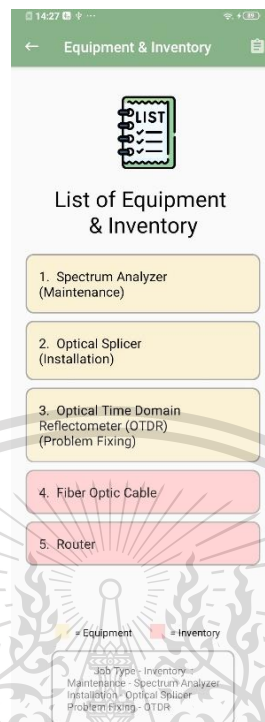 14:27
Equipment & Inventory
LIST
List of Equipment
& Inventory
1. Spectrum Analyzer
(Maintenance)
2. Optical Splicer
(Installation)
3. Optical Time Domain
Reflectometer (OTDR)
(Problem Fixing)
4. Fiber Optic Cable
5. Router
= Equipment = Inventory
Job Type - Inventory
Maintenance - Spectrum Analyzer
Installation - Optical Splicer
Problem Fixing - OTDR